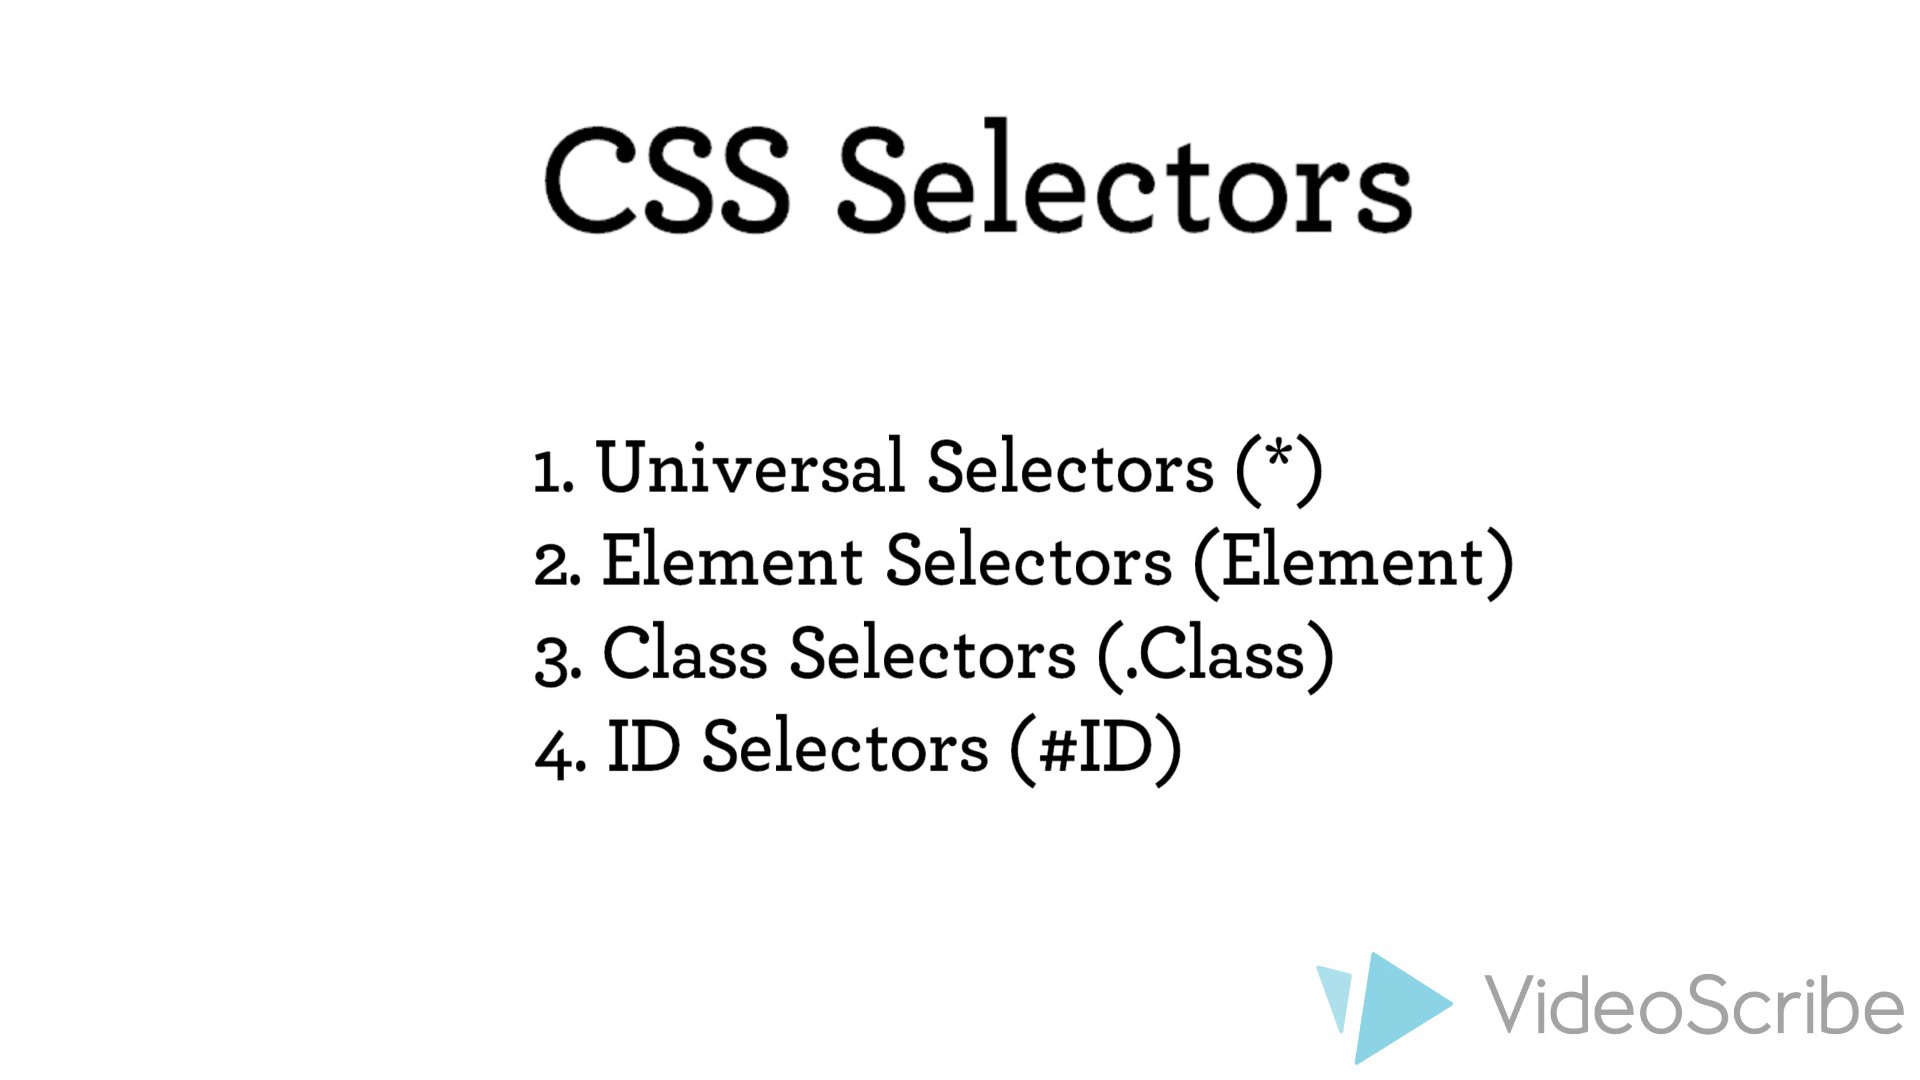 CSS Selectors
1. Universal Selectors (*)
2. Element Selectors (Element)
3. Class Selectors (.Class)
4. ID Selectors (#ID)
VideoScribe